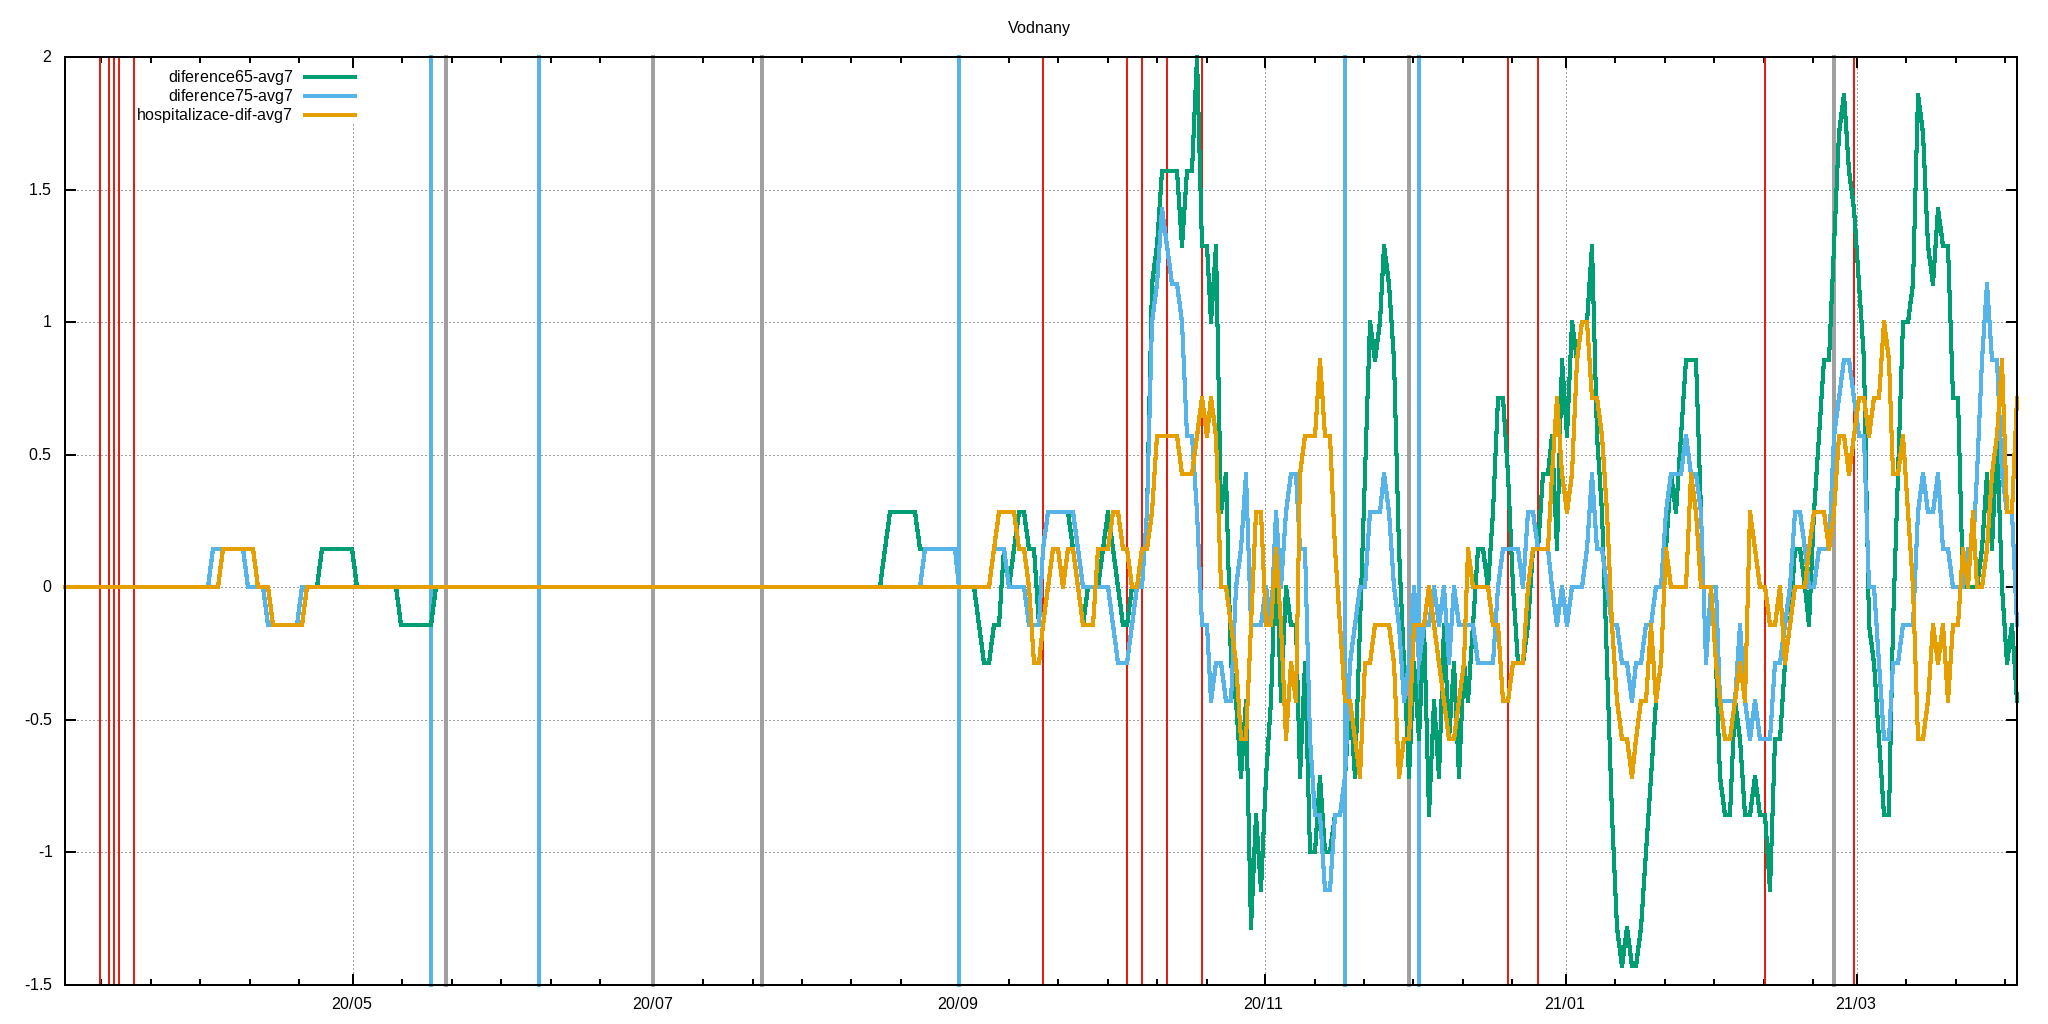 Vodnany
2
diference65-avg7
diference75-avg7
hospitalizace-dif-avg7
1.5
1
0.5
0
-0.5
-1
-1.5
20/05 20/07 20/09 20/11 21/01 21/03